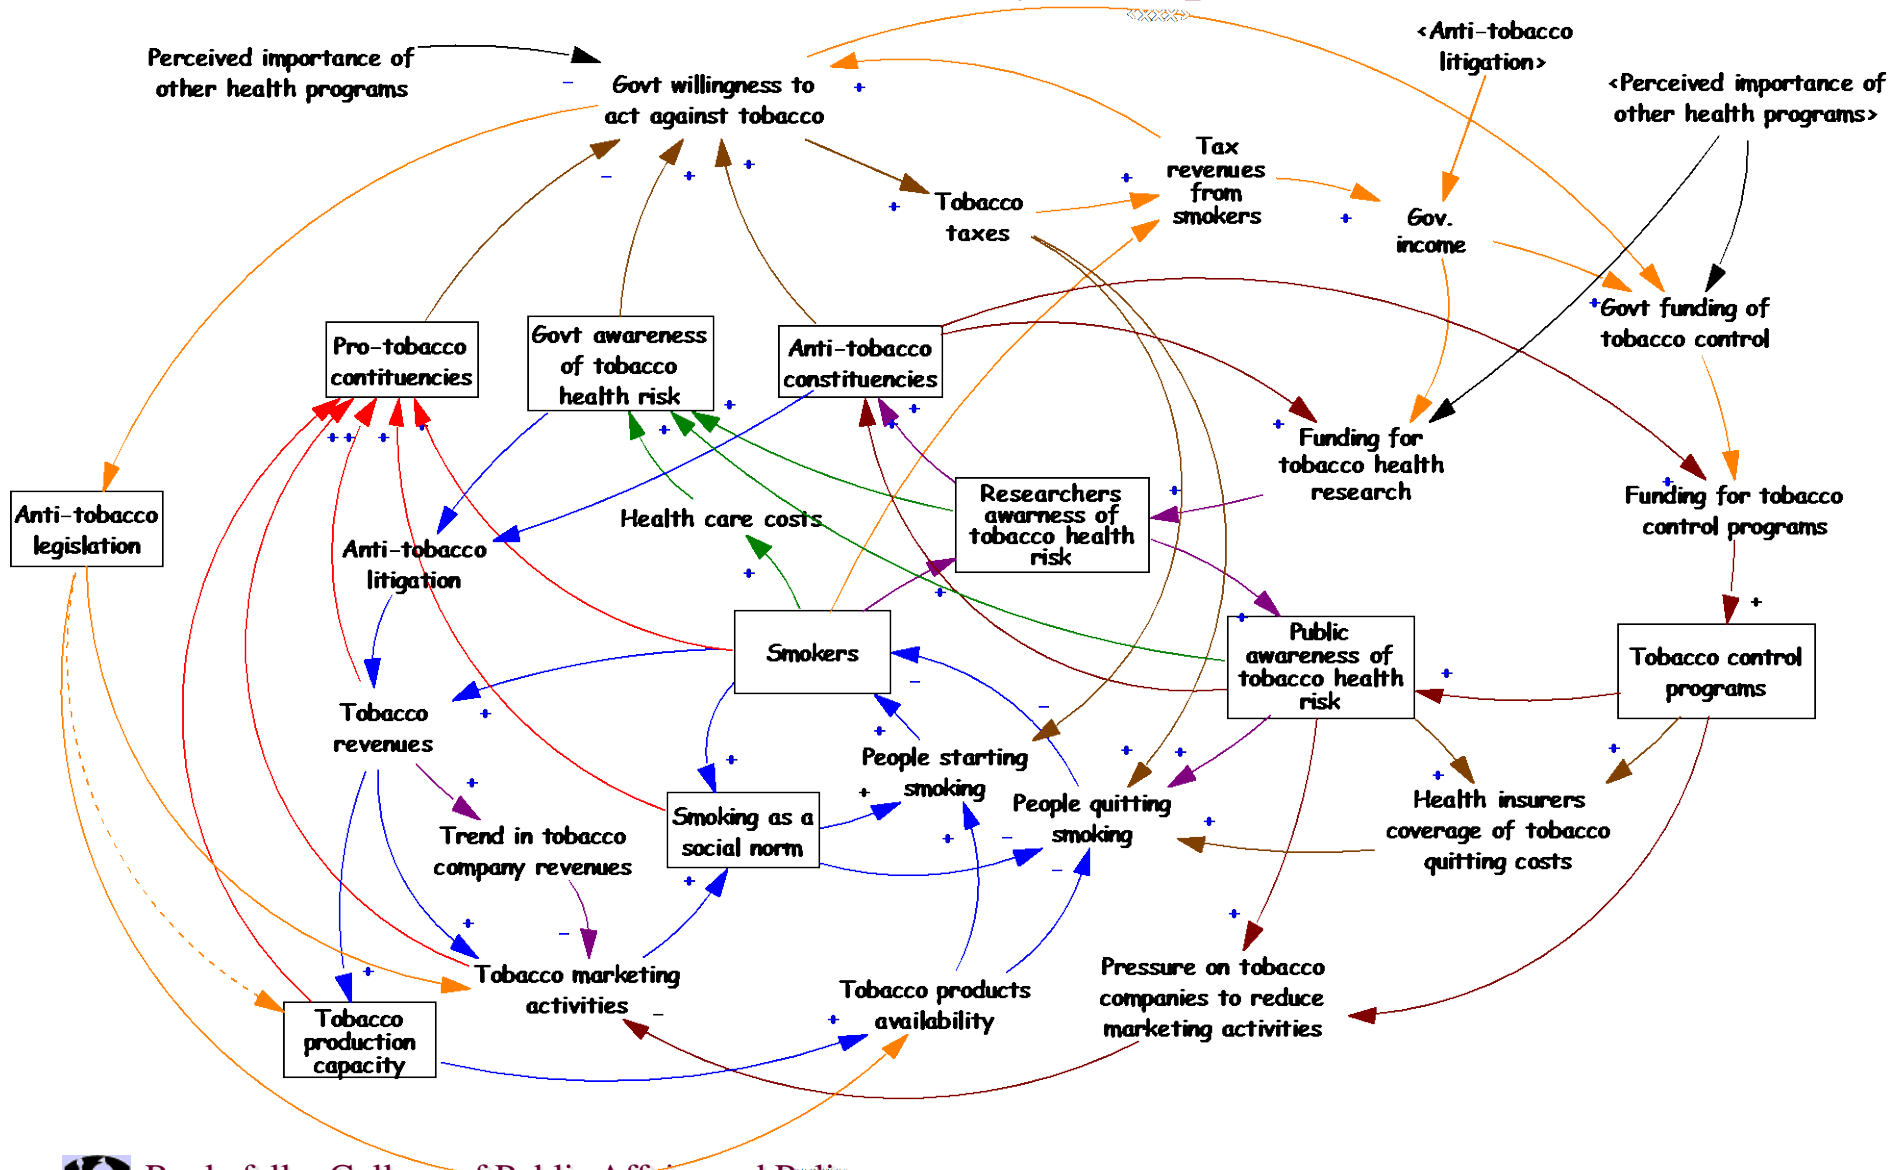 Perceived importance of
other health programs
Govt willingness to
act against tobacco
<Anti-tobacco
litigation>
<Perceived importance of
other health programs>
Tax
revenues
from
smokers
Tobacco
taxes
Gov.
income
Govt funding of
tobacco control
Pro-tobacco
contituencies
Govt awareness
of tobacco
health risk
Anti-tobacco
constituencies
Funding for
tobacco health
research
Funding for tobacco
control programs
Anti-tobacco
legislation
Health care costs
Researchers
awarness of
tobacco health
risk
Anti-tobacco
litigation
Smokers
Public
awareness of
tobacco health
risk
Tobacco control
programs
Tobacco
revenues
People starting
smoking
People quitting
smoking
Health insurers
coverage of tobacco
quitting costs
Trend in tobacco
company revenues
Smoking as a
social norm
Tobacco marketing
activities
Tobacco products
availability
Pressure on tobacco
companies to reduce
marketing activities
Tobacco
production
capacity